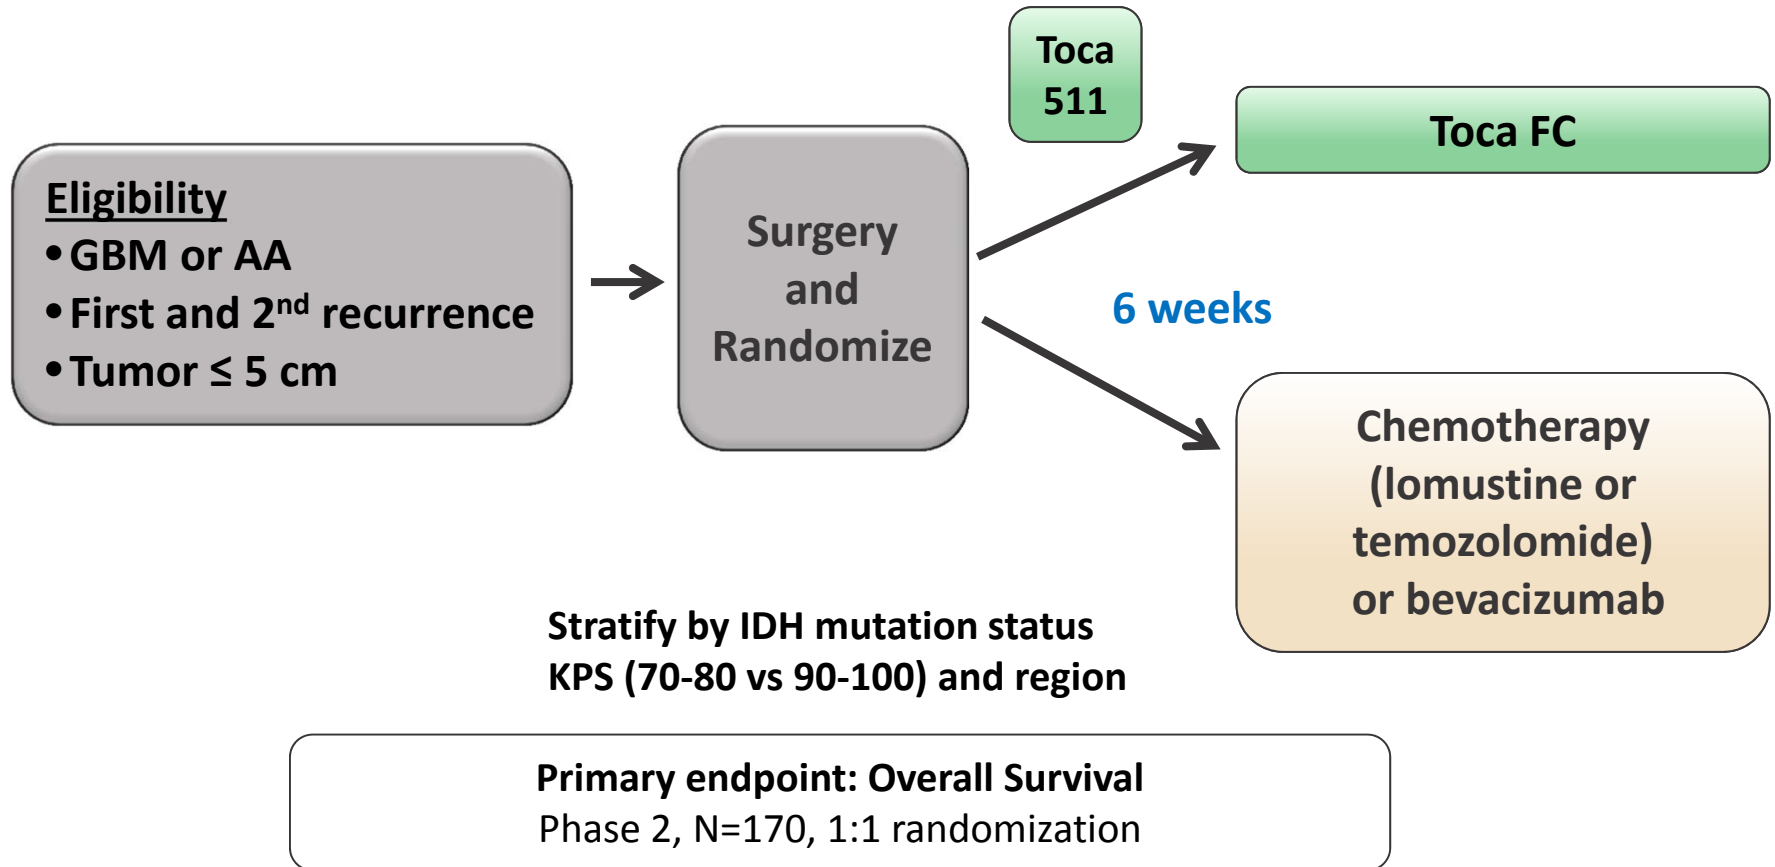 Eligibility
• GBM or AA
• First and 2nd recurrence
• Tumor ≤ 5 cm
Surgery
and
Randomize
Toca
511
Toca FC
6 weeks
Chemotherapy
(lomustine or
temozolomide)
or bevacizumab
Stratify by IDH mutation status
KPS (70-80 vs 90-100) and region
Primary endpoint: Overall Survival
Phase 2, N=170, 1:1 randomization